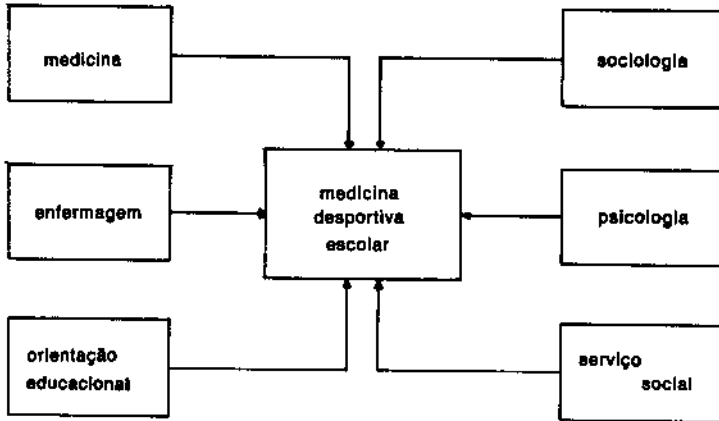 medicina
sociologia
enfermagem
medicina
desportiva
escolar
psicologia
orientação
educacional
serviço
social